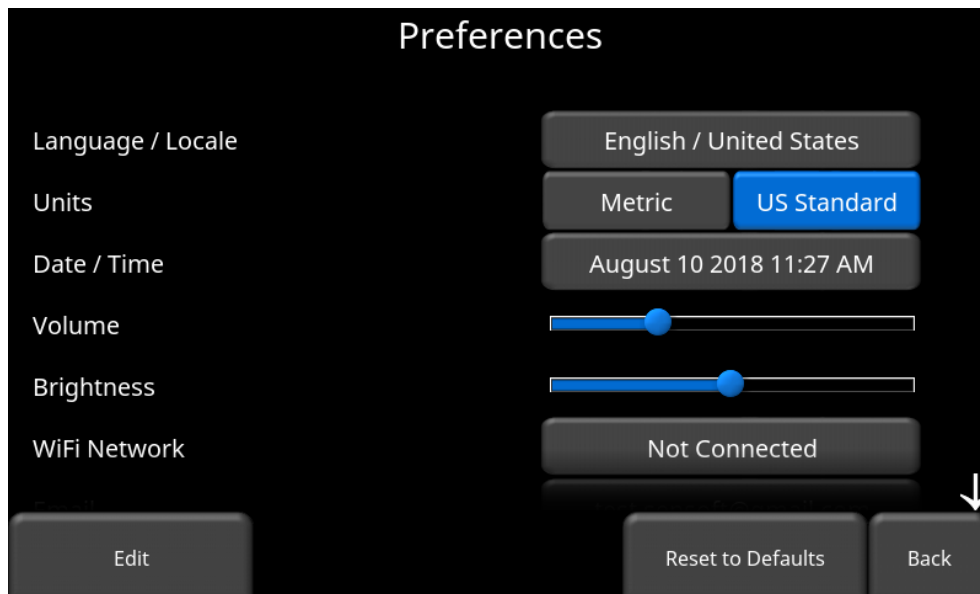 Preferences
Language / Locale English / United States
Units Metric US Standard
Date / Time August 10 2018 11:27 AM
Volume
Brightness
WiFi Network Not Connected
Email
Edit Reset to Defaults Back